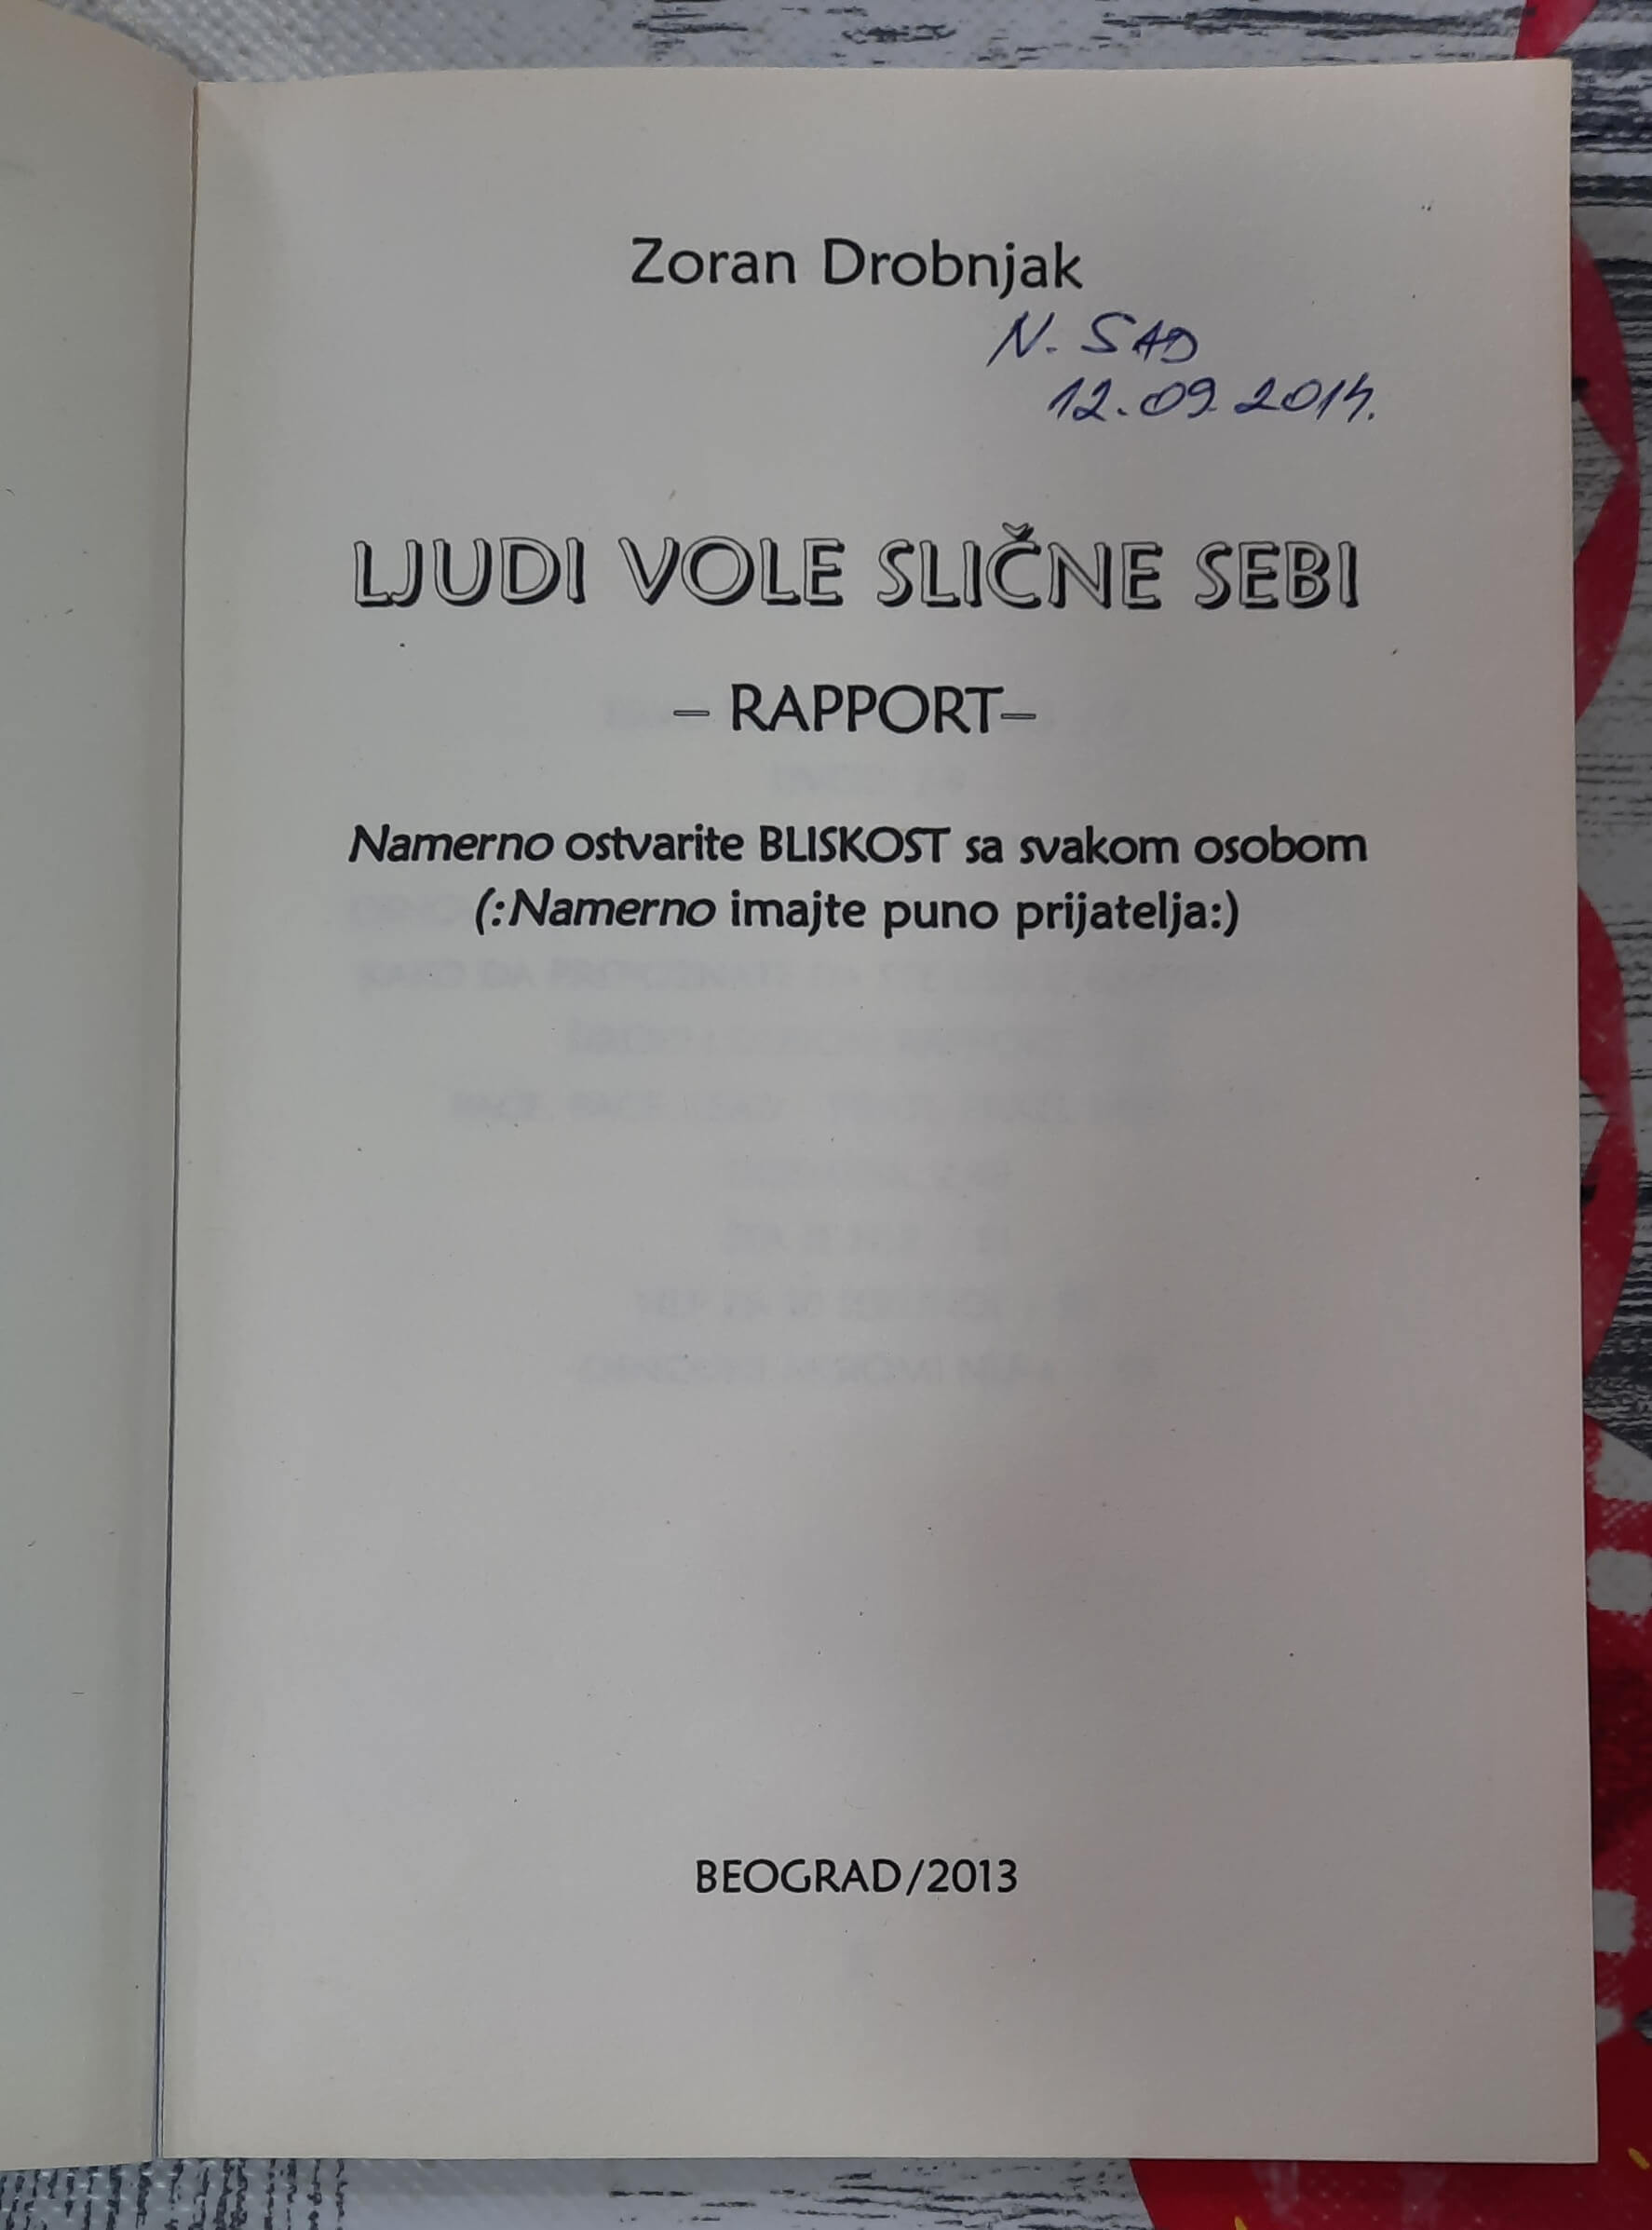 Zoran Drobnjak
N. SAD
12.09.2014.
LJUDI VOLE SLIČNE SEBI
– RAPPORT–
Namerno ostvarite BLISKOST sa svakom osobom
(:Namerno imajte puno prijatelja:)
BEOGRAD/2013